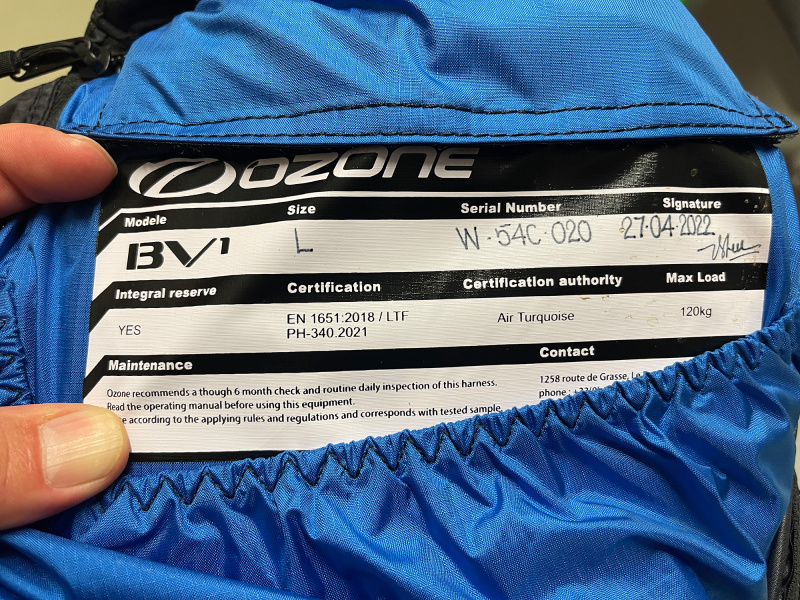 OZONE
Modele Size Serial Number Signature
BV1 L W-54C-020 27.04.2022
Integral reserve Certification Certification authority Max Load
YES EN 1651:2018 / LTF Air Turquoise 120kg
PH-340.2021
Maintenance Contact
Ozone recommends a though 6 month check and routine daily inspection of this harness. 1258 route de Grasse,
Read the operating manual before using this equipment. phone :
according to the applying rules and regulations and corresponds with tested sample,